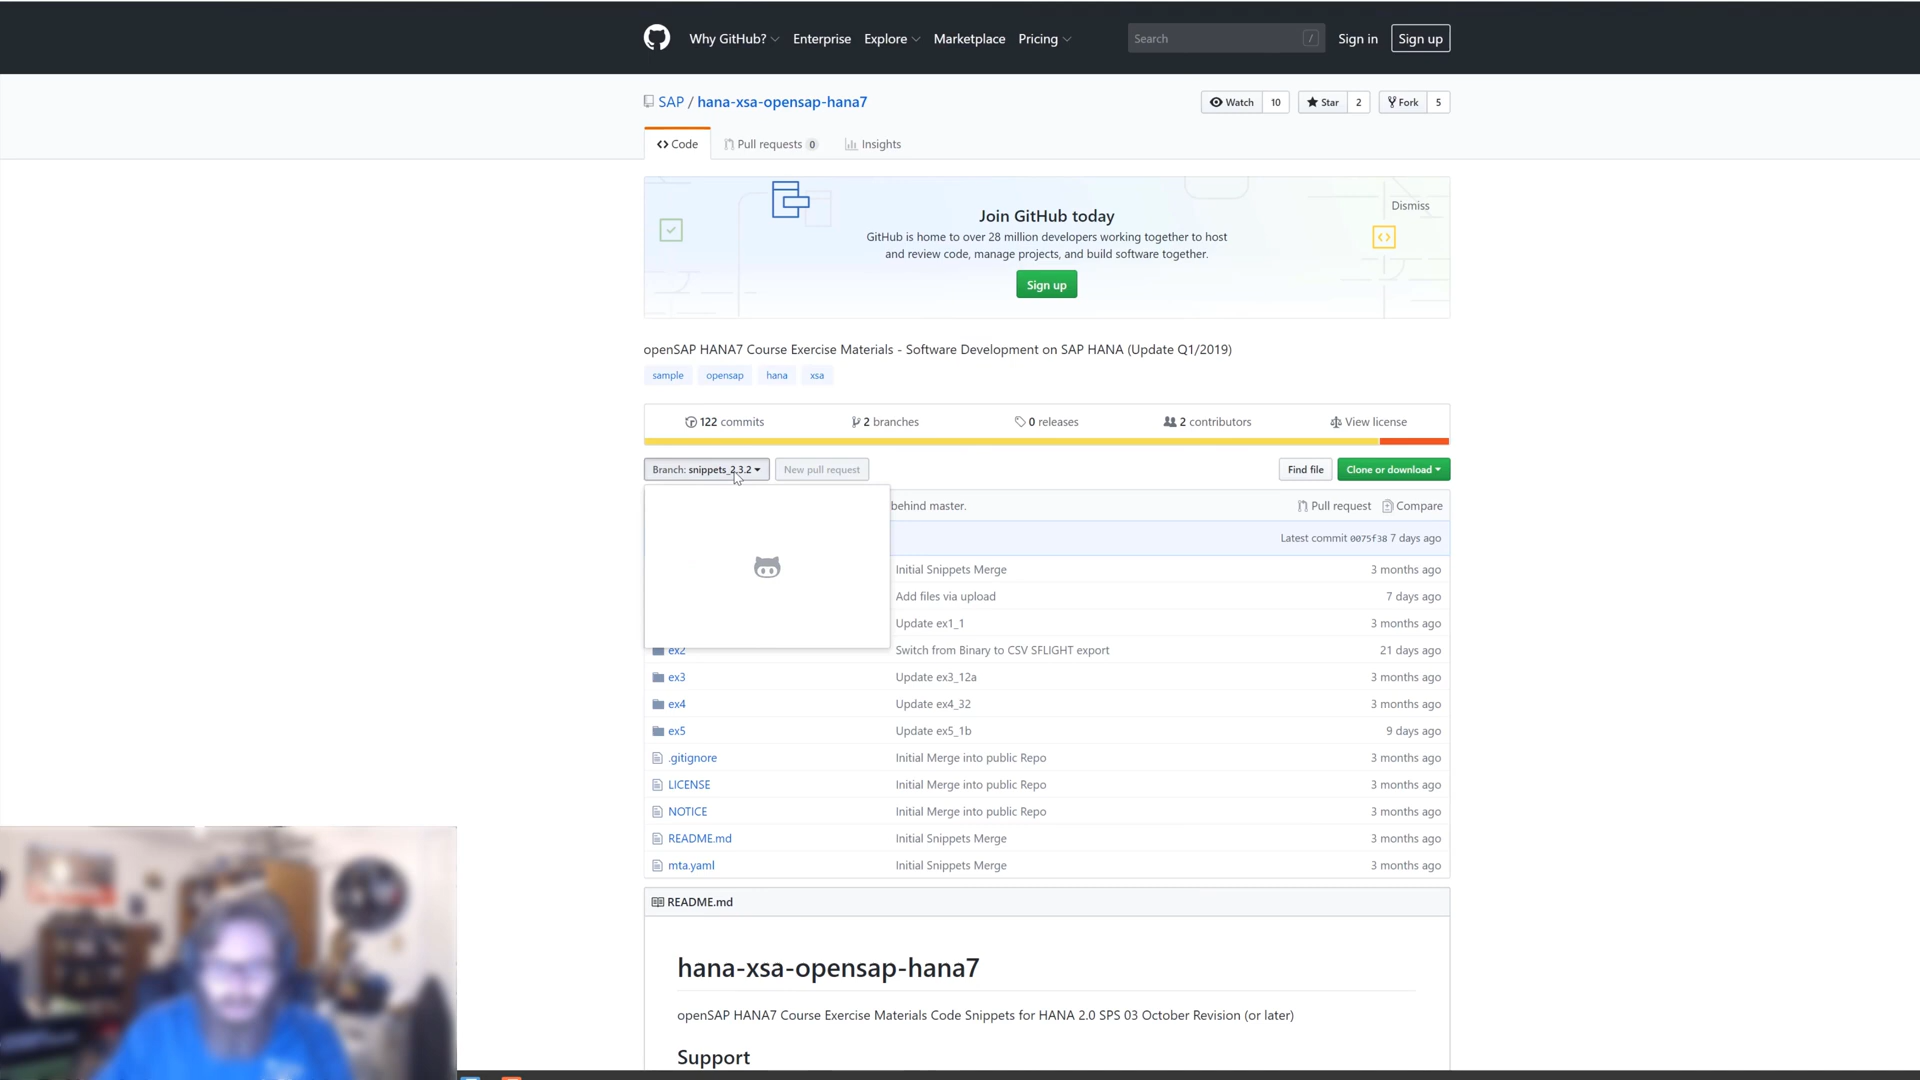 Why GitHub? Enterprise Explore Marketplace Pricing Search / Sign in Sign up
SAP / hana-xsa-opensap-hana7 Watch 10 Star 2 Fork 5
Code Pull requests 0 Insights
Dismiss
Join GitHub today
GitHub is home to over 28 million developers working together to host
and review code, manage projects, and build software together.
Sign up
openSAP HANA7 Course Exercise Materials - Software Development on SAP HANA (Update Q1/2019)
sample opensap hana xsa
122 commits 2 branches 0 releases 2 contributors View license
Branch: snippets_2.3.2 New pull request Find file Clone or download
behind master. Pull request Compare
Latest commit 0075f38 7 days ago
Initial Snippets Merge 3 months ago
Add files via upload 7 days ago
Update ex1_1 3 months ago
ex2 Switch from Binary to CSV SFLIGHT export 21 days ago
ex3 Update ex3_12a 3 months ago
ex4 Update ex4_32 3 months ago
ex5 Update ex5_1b 9 days ago
.gitignore Initial Merge into public Repo 3 months ago
LICENSE Initial Merge into public Repo 3 months ago
NOTICE Initial Merge into public Repo 3 months ago
README.md Initial Snippets Merge 3 months ago
mta.yaml Initial Snippets Merge 3 months ago
README.md
hana-xsa-opensap-hana7
openSAP HANA7 Course Exercise Materials Code Snippets for HANA 2.0 SPS 03 October Revision (or later)
Support